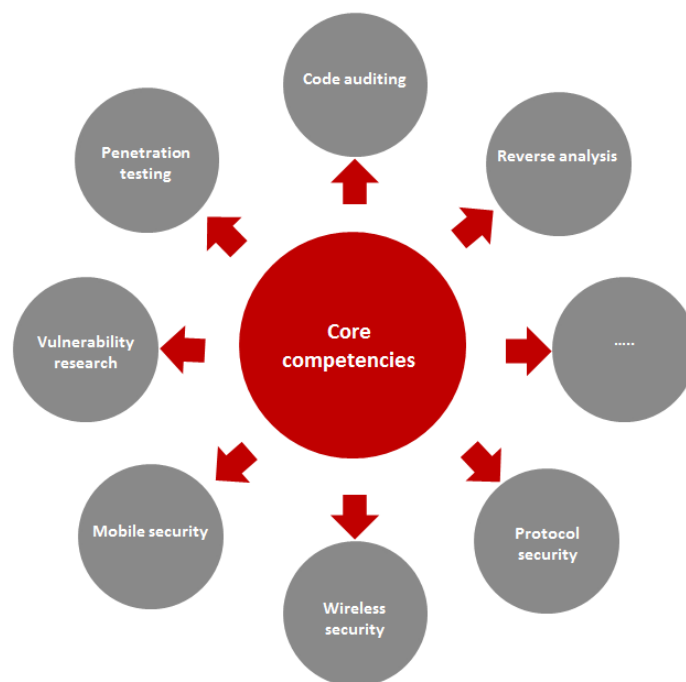 Code auditing
Penetration
testing
Reverse analysis
Core
competencies
Vulnerability
research
.....
Mobile security
Protocol
security
Wireless
security